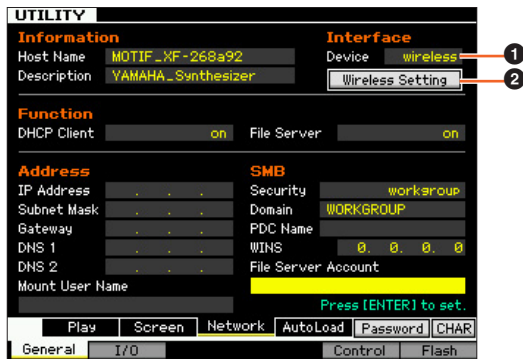 UTILITY
Information Interface
Host Name MOTIF_XF-268a92 Device wireless 1
Description YAMAHA_Synthesizer Wireless Setting 2
Function
DHCP Client on File Server on
Address SMB
IP Address . . . Security workgroup
Subnet Mask . . . Domain WORKGROUP
Gateway . . . PDC Name
DNS 1 . . . WINS 0. 0. 0. 0
DNS 2 . . . File Server Account
Mount User Name
Press [ENTER] to set.
Play Screen Network AutoLoad Password CHAR
General I/O Control Flash